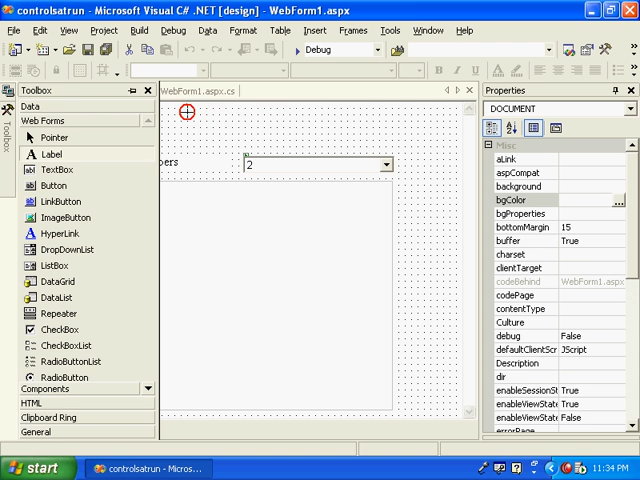 controlsatrun - Microsoft Visual C# .NET [design] - WebForm1.aspx
File Edit View Project Build Debug Data Format Table Insert Frames Tools Window Help
Debug
B I U
Toolbox
Toolbox
Data
Web Forms
Pointer
Label
TextBox
Button
LinkButton
ImageButton
HyperLink
DropDownList
ListBox
DataGrid
DataList
Repeater
CheckBox
CheckBoxList
RadioButtonList
RadioButton
Components
HTML
Clipboard Ring
General
WebForm1.aspx.cs
bers
2
Properties
DOCUMENT
Misc
aLink
aspCompat
background
bgColor ...
bgProperties
bottomMargin 15
buffer True
charset
clientTarget
codeBehind WebForm1.aspx.
codePage
contentType
Culture
debug False
defaultClientScr JScript
Description
dir
enableSessionSt True
enableViewState True
enableViewState False
errorPage
start
controlsatrun - Micros...
11:34 PM